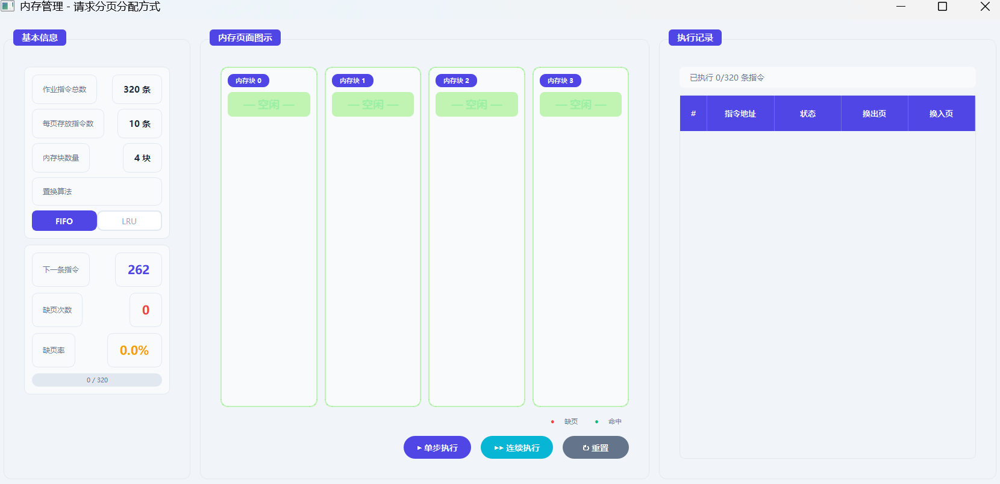 内存管理 - 请求分页分配方式
基本信息
作业指令总数
320 条
每页存放指令数
10 条
内存块数量
4 块
置换算法
FIFO
LRU
下一条指令
262
缺页次数
0
缺页率
0.0%
0 / 320
内存页面图示
内存块 0
— 空闲 —
内存块 1
— 空闲 —
内存块 2
— 空闲 —
内存块 3
— 空闲 —
● 缺页 ● 命中
▶ 单步执行
▶▶ 连续执行
↻ 重置
执行记录
已执行 0/320 条指令
# 指令地址 状态 换出页 换入页